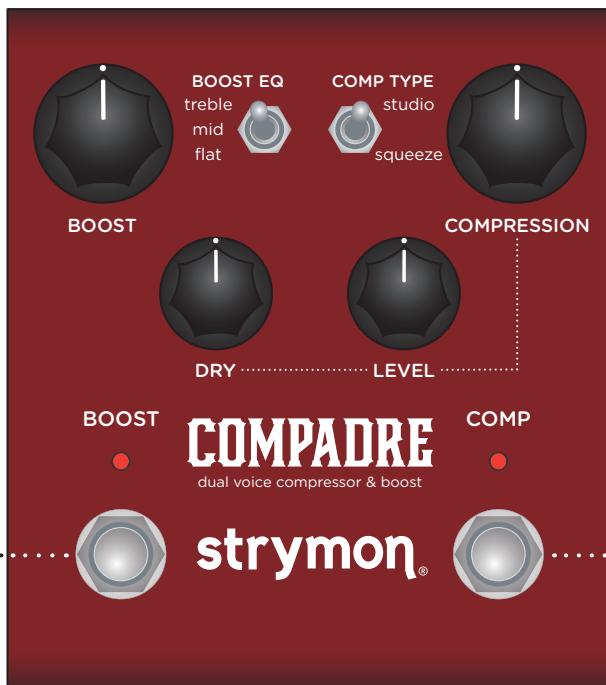 BOOST EQ
treble
mid
flat
COMP TYPE
studio
squeeze
BOOST
COMPRESSION
DRY
LEVEL
BOOST
COMP
COMPADRE
dual voice compressor & boost
strymon®